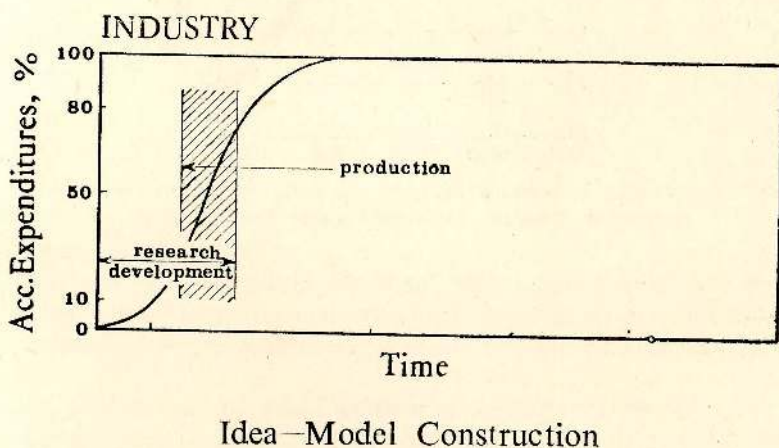 INDUSTRY
Acc.Expenditures, %
100
80
50
10
0
production
research
development
Time
Idea—Model Construction